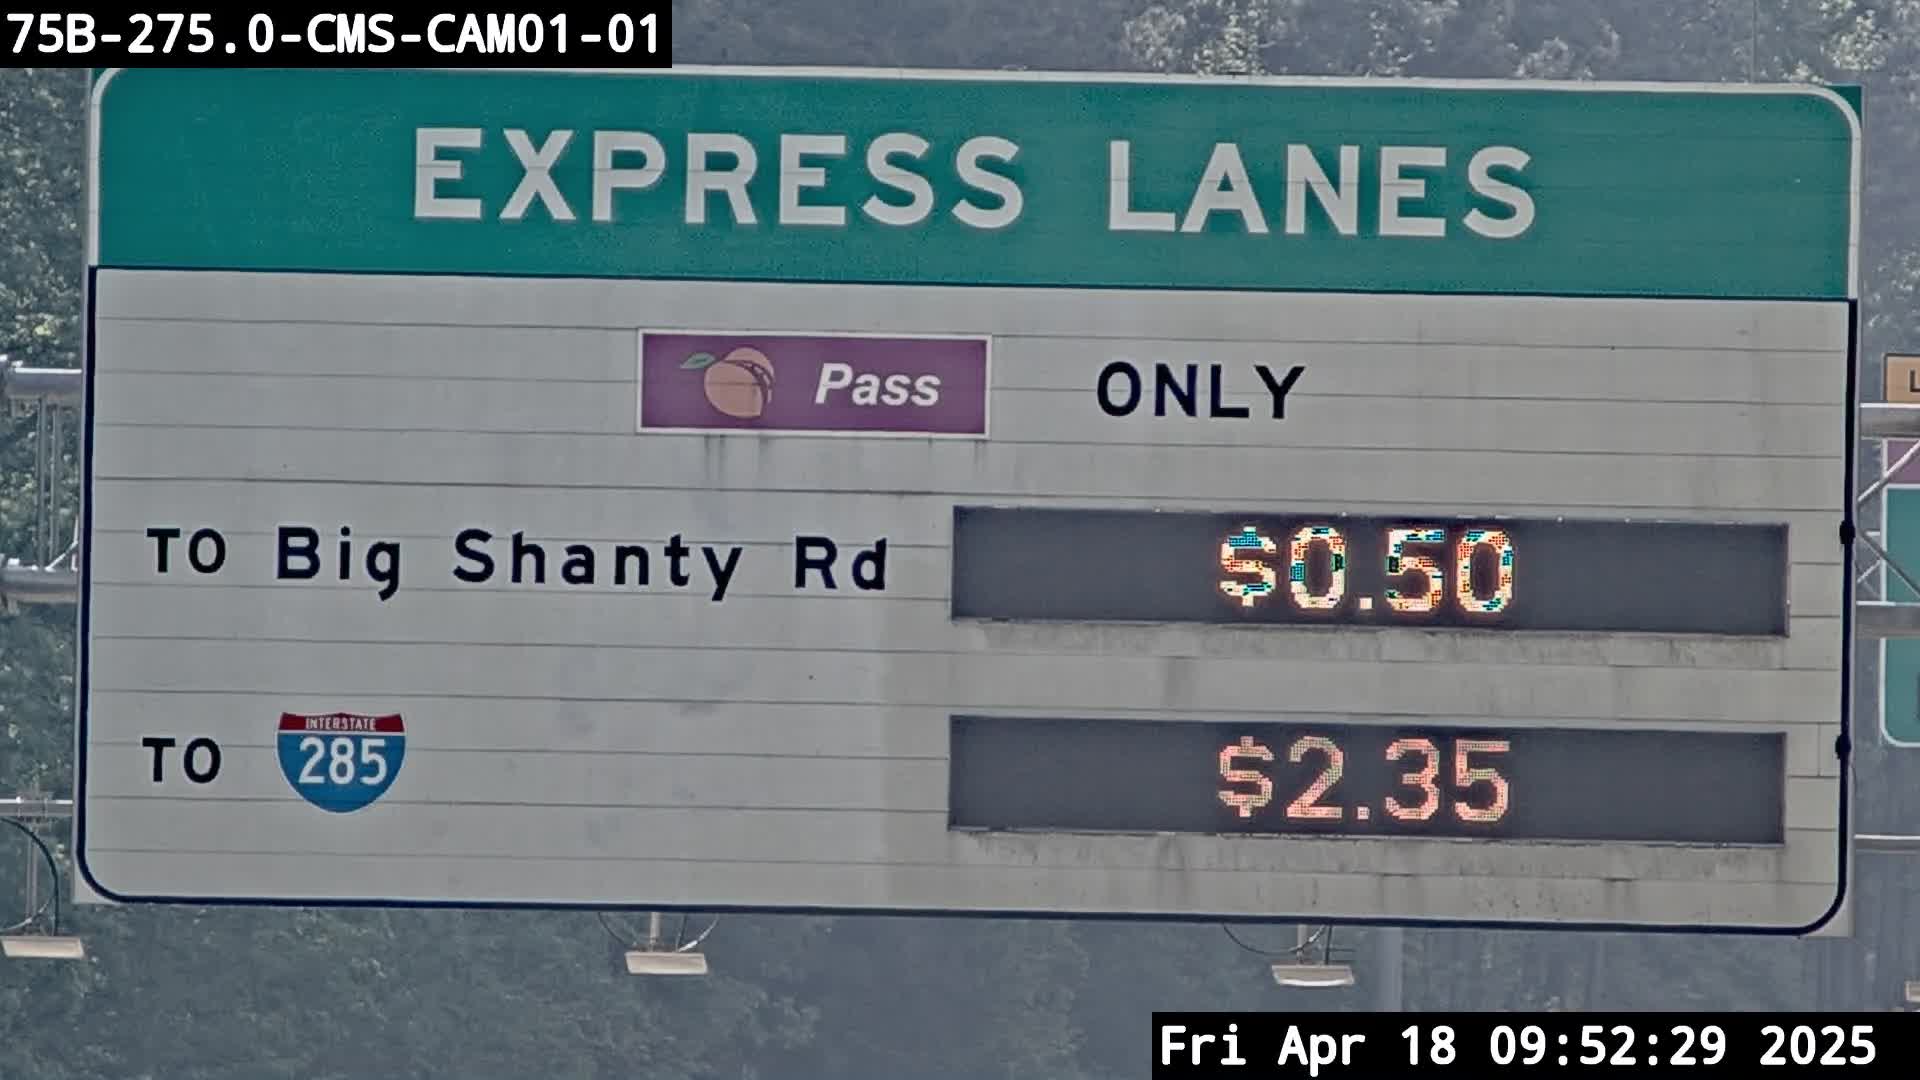 75B-275.0-CMS-CAM01-01
EXPRESS LANES
Pass ONLY
TO Big Shanty Rd $0.50
TO INTERSTATE 285 $2.35
Fri Apr 18 09:52:29 2025